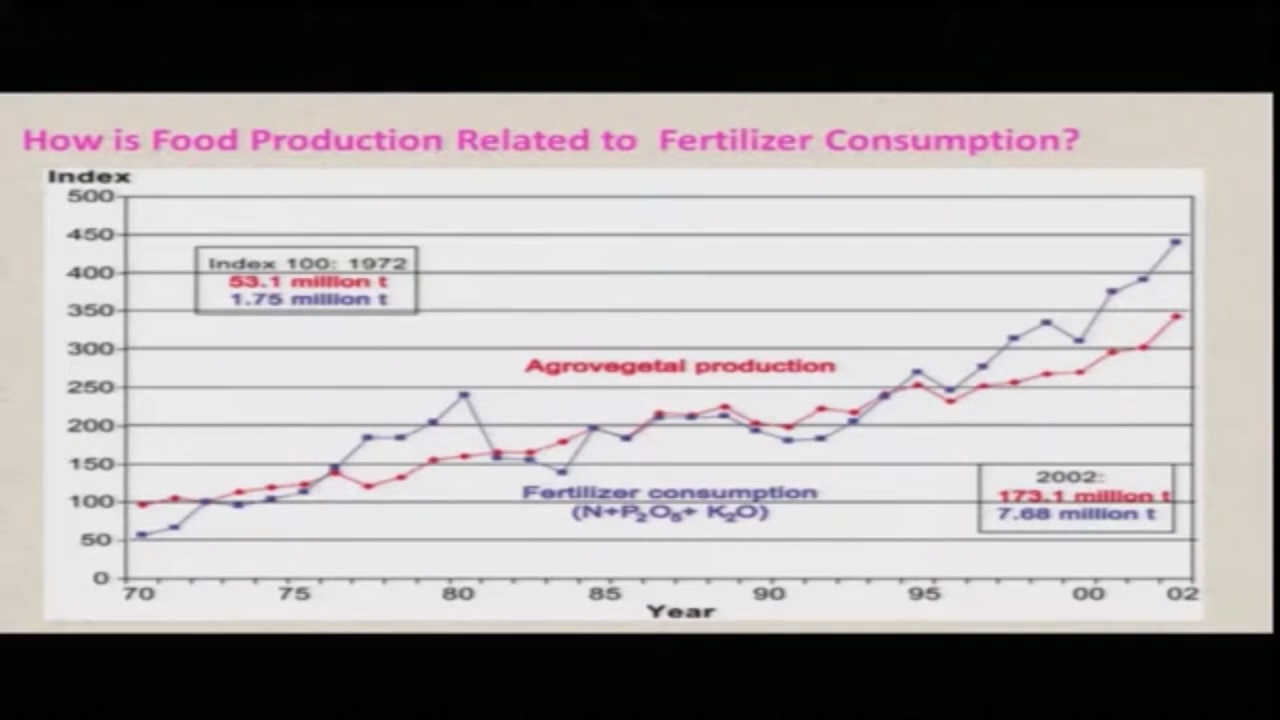 How is Food Production Related to Fertilizer Consumption?
Index
500
450
400
350
300
250
200
150
100
50
0
Index 100: 1972
53.1 million t
1.75 million t
Agrovegetal production
Fertilizer consumption
(N+P₂O₅+ K₂O)
2002:
173.1 million t
7.68 million t
70 75 80 85 90 95 00 02
Year